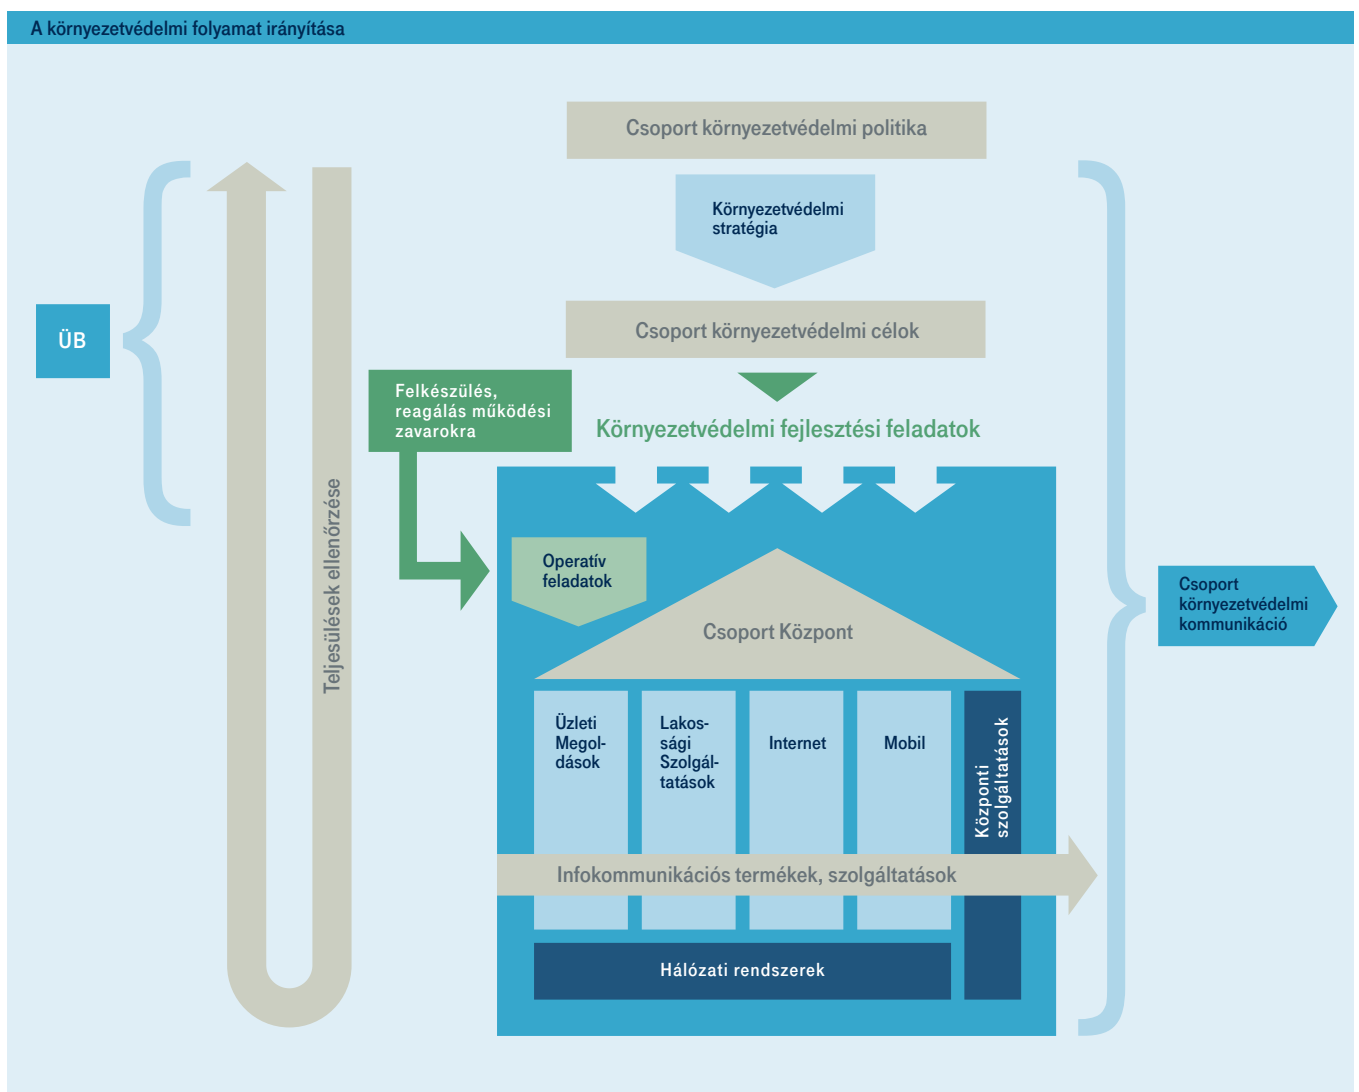 A környezetvédelmi folyamat irányítása
Csoport környezetvédelmi politika
Környezetvédelmi
stratégia
ÜB
Csoport környezetvédelmi célok
Felkészülés,
reagálás működési
zavarokra
Környezetvédelmi fejlesztési feladatok
Teljesülések ellenőrzése
Operatív
feladatok
Csoport Központ
Csoport
környezetvédelmi
kommunikáció
Üzleti
Megol-
dások
Lakos-
sági
Szolgál-
tatások
Internet
Mobil
Központi
szolgáltatások
Infokommunikációs termékek, szolgáltatások
Hálózati rendszerek